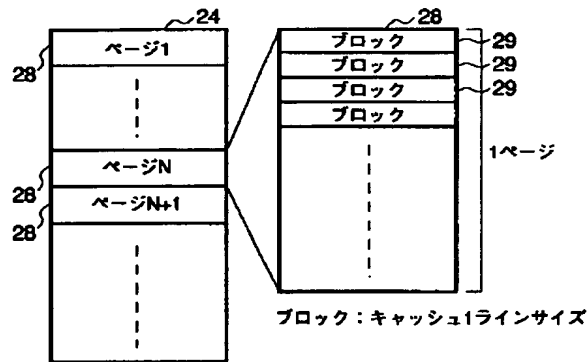 24
ページ1
28
ページN
28
ページN+1
28
28
ブロック
29
ブロック
29
ブロック
29
ブロック
1ページ
ブロック：キャッシュ1ラインサイズ